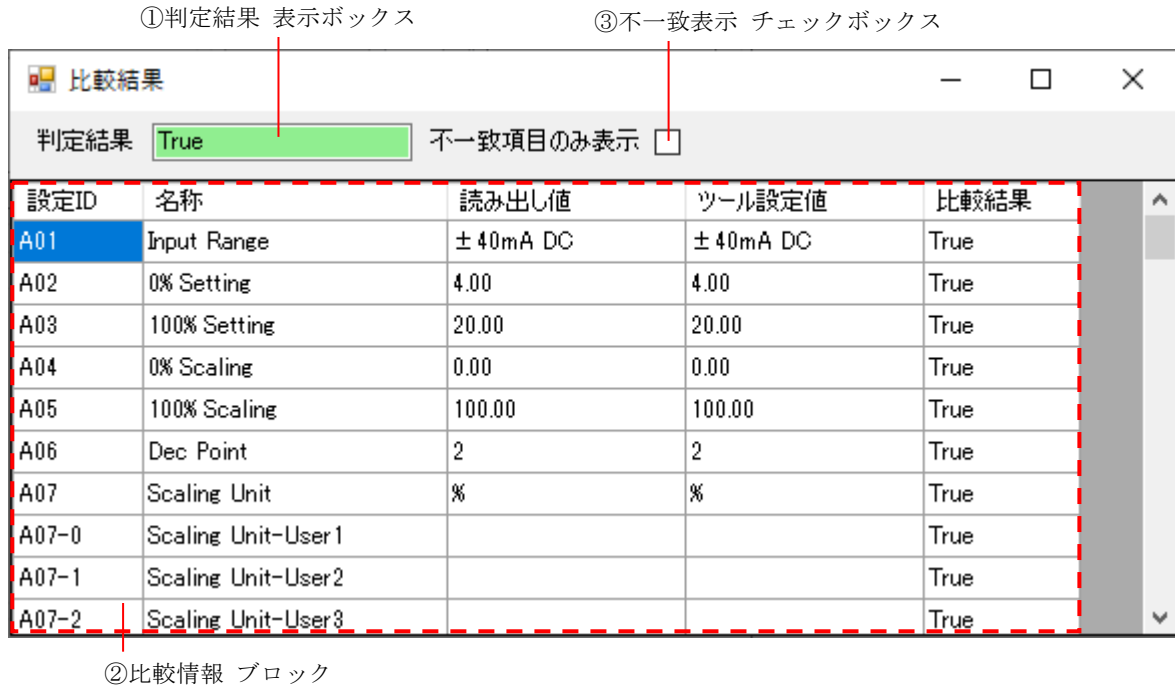 ①判定結果 表示ボックス ③不一致表示 チェックボックス
比較結果
判定結果 True 不一致項目のみ表示
設定ID 名称 読み出し値 ツール設定値 比較結果
A01 Input Range ±40mA DC ±40mA DC True
A02 0% Setting 4.00 4.00 True
A03 100% Setting 20.00 20.00 True
A04 0% Scaling 0.00 0.00 True
A05 100% Scaling 100.00 100.00 True
A06 Dec Point 2 2 True
A07 Scaling Unit % % True
A07-0 Scaling Unit-User1 True
A07-1 Scaling Unit-User2 True
A07-2 Scaling Unit-User3 True
②比較情報 ブロック